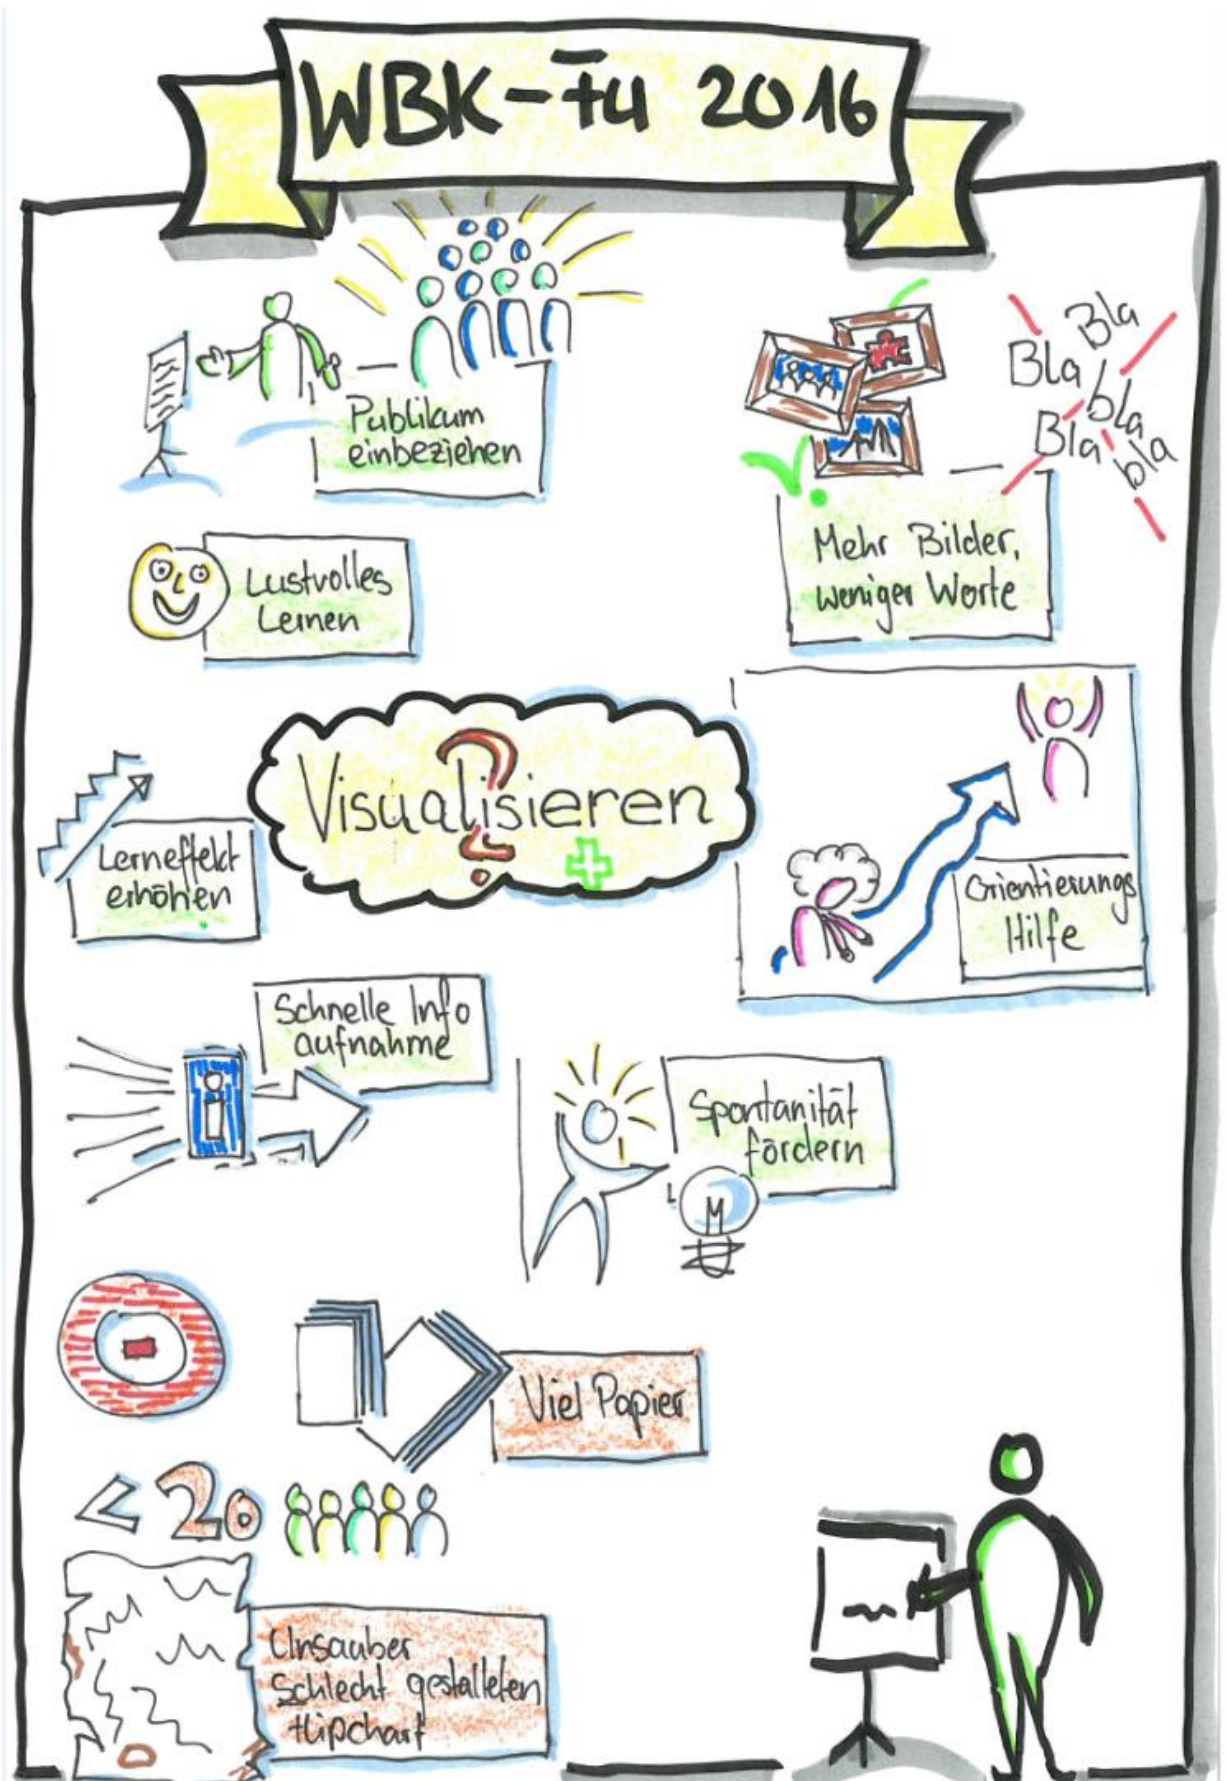 WBK-FU 2016
Publikum
einbeziehen
Bla
Bla
bla
Bla
bla
Mehr Bilder,
weniger Worte
Lustvolles
Lernen
Visualisieren
?
Lerneffekt
erhöhen
Orientierungs
Hilfe
Schnelle Info
aufnahme
i
Spontanität
fördern
Viel Papier
< 20
Unsauber
Schlecht gestalteten
Flipchart